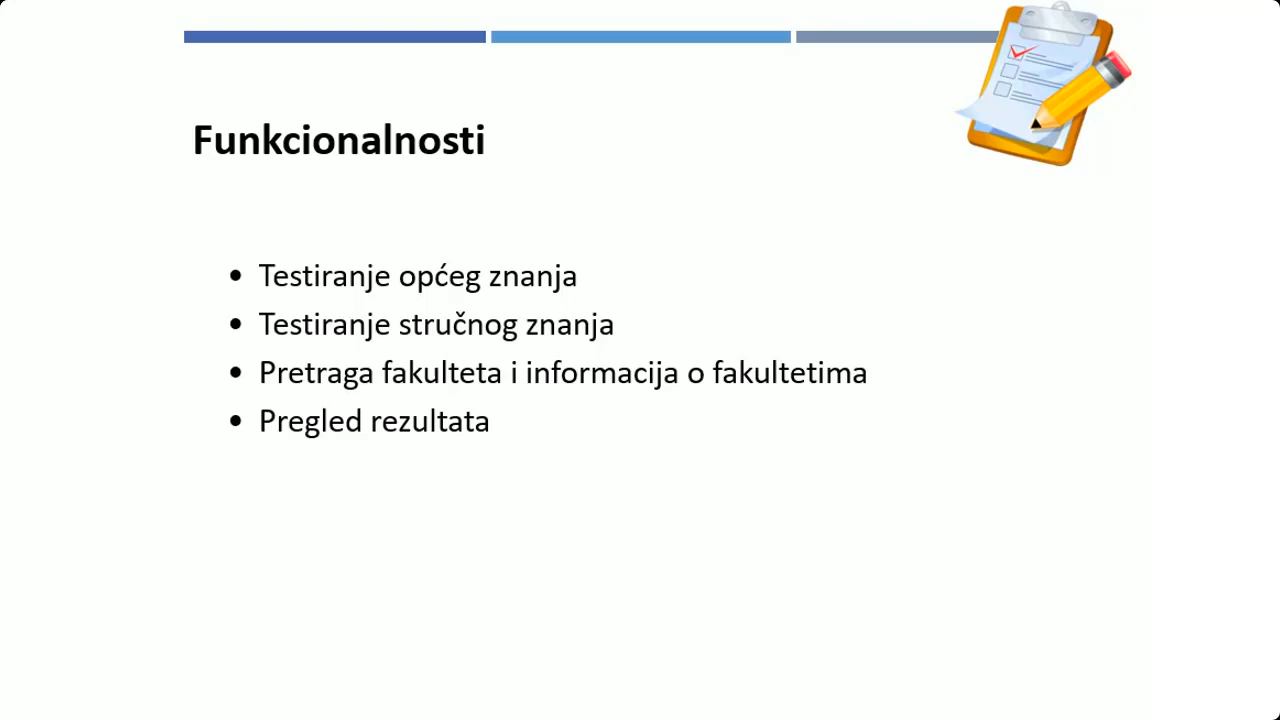 Funkcionalnosti
• Testiranje općeg znanja
• Testiranje stručnog znanja
• Pretraga fakulteta i informacija o fakultetima
• Pregled rezultata